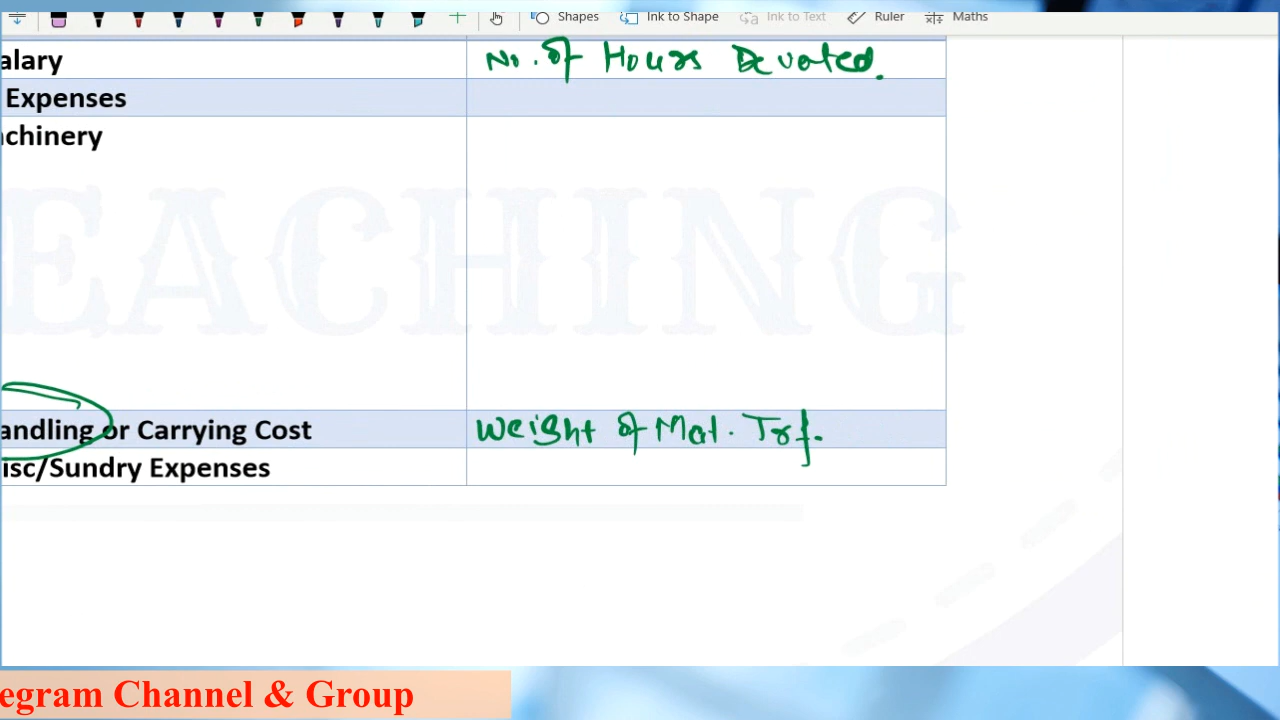 Shapes Ink to Shape Ink to Text Ruler Maths
alary No. of Hours Devoted.
Expenses
achinery
EACHING
andling or Carrying Cost Weight of Mat. Trf.
isc/Sundry Expenses
egram Channel & Group